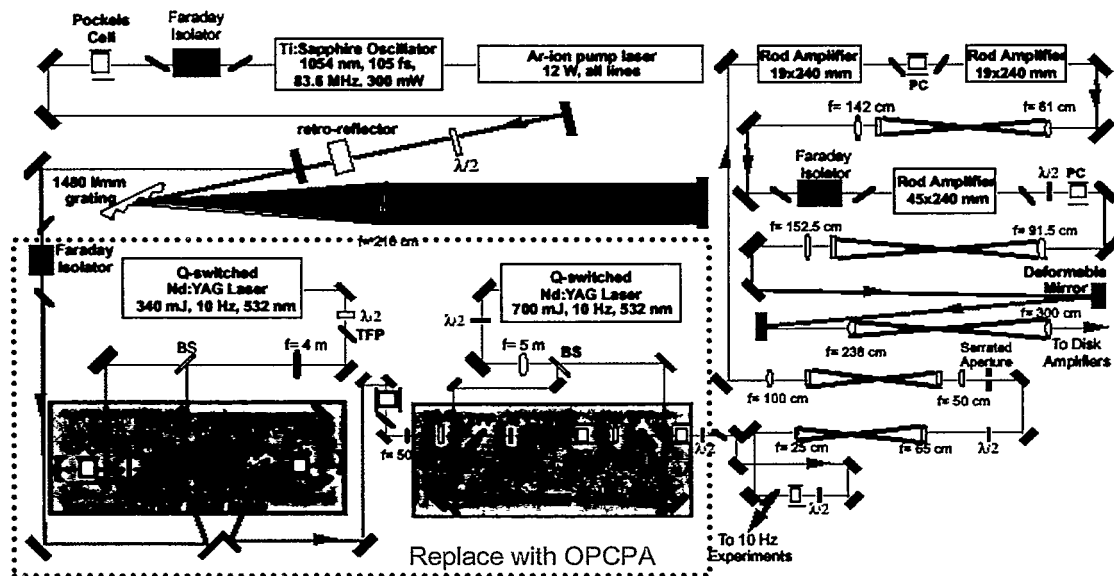 Pockels
Cell
Faraday
Isolator
Ti:Sapphire Oscillator
1054 nm, 105 fs,
83.6 MHz, 300 mW
Ar-ion pump laser
12 W, all lines
Rod Amplifier
19x240 mm
PC
Rod Amplifier
19x240 mm
f= 142 cm
f= 61 cm
retro-reflector
λ/2
1480 l/mm
grating
f=216 cm
Faraday
Isolator
Rod Amplifier
45x240 mm
λ/2
PC
f= 152.5 cm
f= 91.5 cm
Deformable
Mirror
f= 300 cm
f= 238 cm
To Disk
Amplifiers
Faraday
Isolator
Q-switched
Nd:YAG Laser
340 mJ, 10 Hz, 532 nm
λ/2
TFP
BS
f= 4 m
Q-switched
Nd:YAG Laser
700 mJ, 10 Hz, 532 nm
λ/2
f= 5 m
BS
f= 50
λ/2
f= 100 cm
Serrated
Aperture
f= 50 cm
f= 25 cm
f= 65 cm
λ/2
λ/2
To 10 Hz
Experiments
Replace with OPCPA